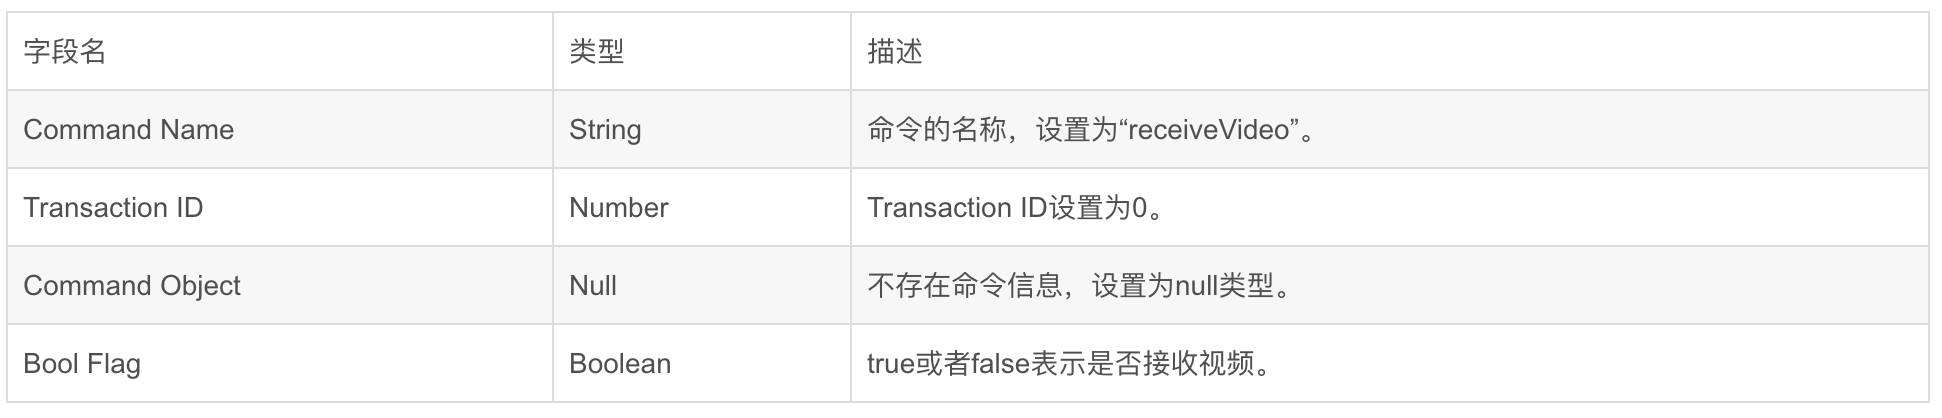 字段名 类型 描述
Command Name String 命令的名称，设置为“receiveVideo”。
Transaction ID Number Transaction ID设置为0。
Command Object Null 不存在命令信息，设置为null类型。
Bool Flag Boolean true或者false表示是否接收视频。